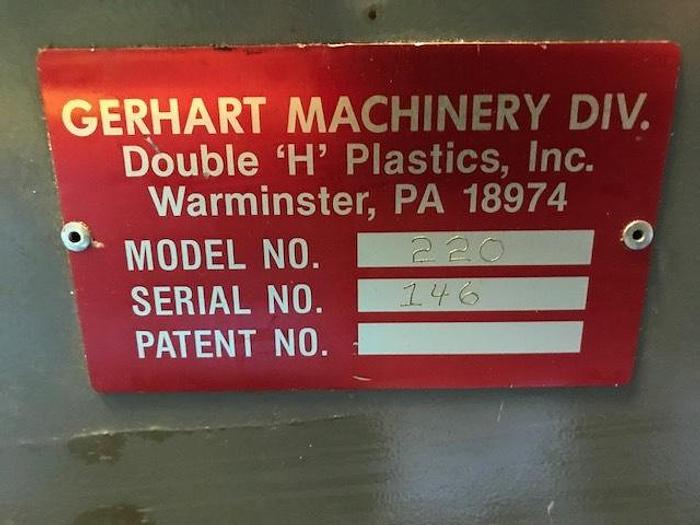 GERHART MACHINERY DIV.
Double 'H' Plastics, Inc.
Warminster, PA 18974
MODEL NO. 220
SERIAL NO. 146
PATENT NO.